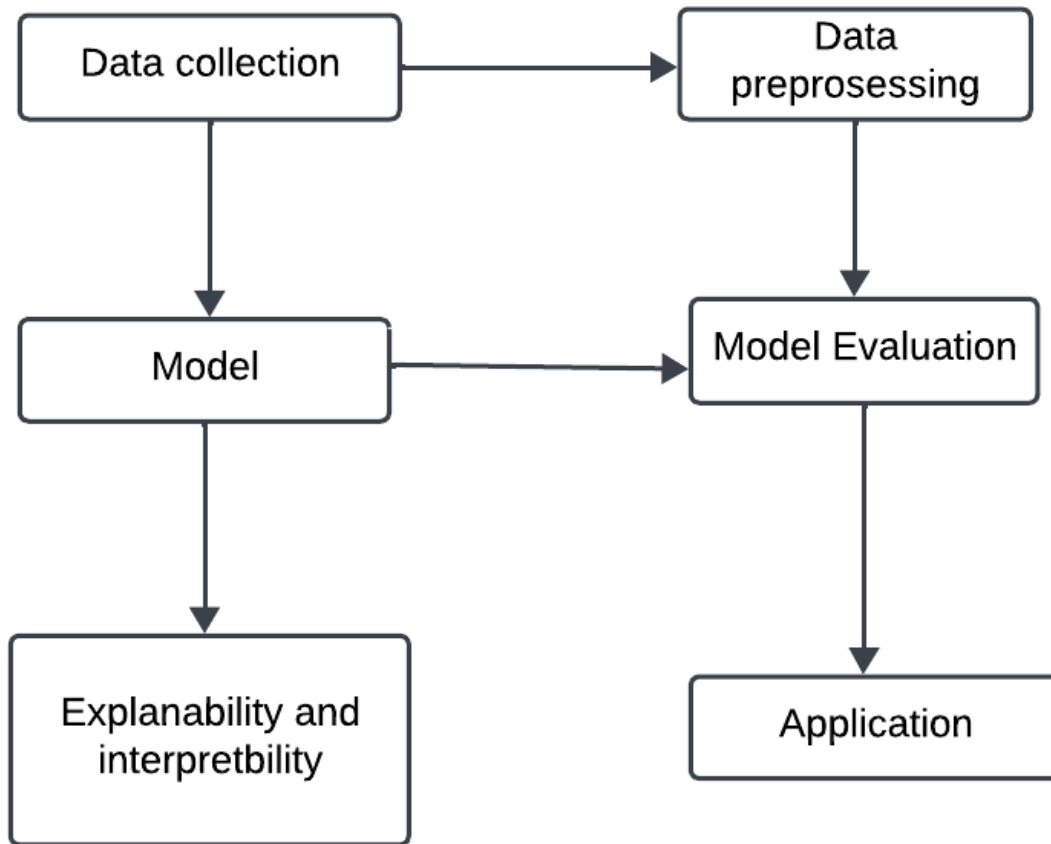 Data collection
Data
preprosessing
Model
Model Evaluation
Explanability and
interpretbility
Application